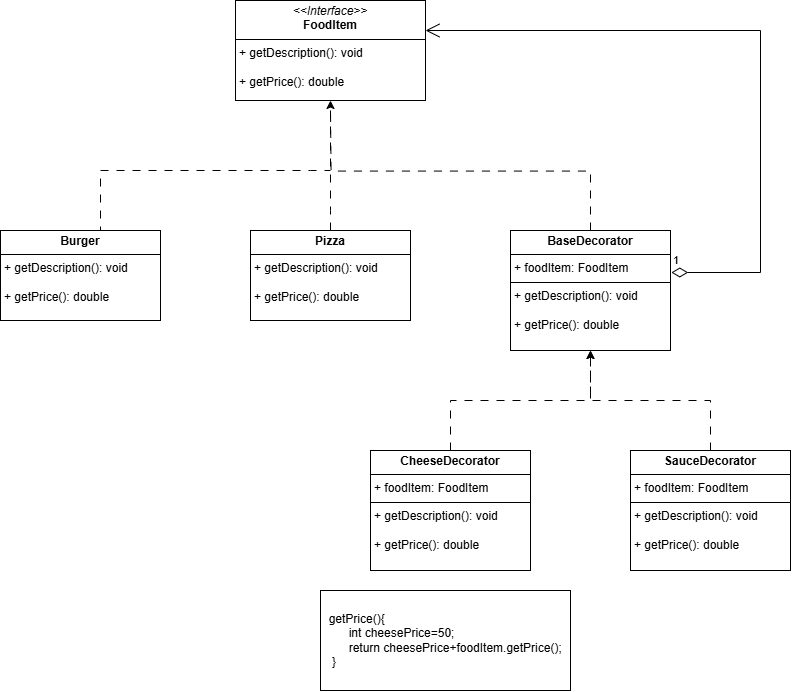 <<Interface>>
FoodItem
+ getDescription(): void
+ getPrice(): double
Burger
+ getDescription(): void
+ getPrice(): double
Pizza
+ getDescription(): void
+ getPrice(): double
BaseDecorator
+ foodItem: FoodItem
+ getDescription(): void
+ getPrice(): double
1
CheeseDecorator
+ foodItem: FoodItem
+ getDescription(): void
+ getPrice(): double
SauceDecorator
+ foodItem: FoodItem
+ getDescription(): void
+ getPrice(): double
getPrice(){
int cheesePrice=50;
return cheesePrice+foodItem.getPrice();
}